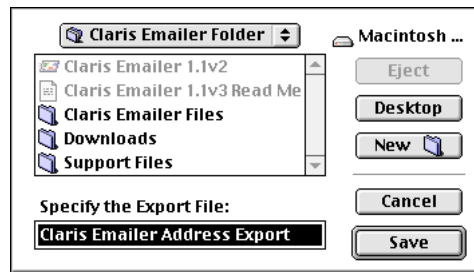 Claris Emailer Folder
Macintosh ...
Claris Emailer 1.1v2
Claris Emailer 1.1v3 Read Me
Claris Emailer Files
Downloads
Support Files
Eject
Desktop
New
Specify the Export File:
Claris Emailer Address Export
Cancel
Save